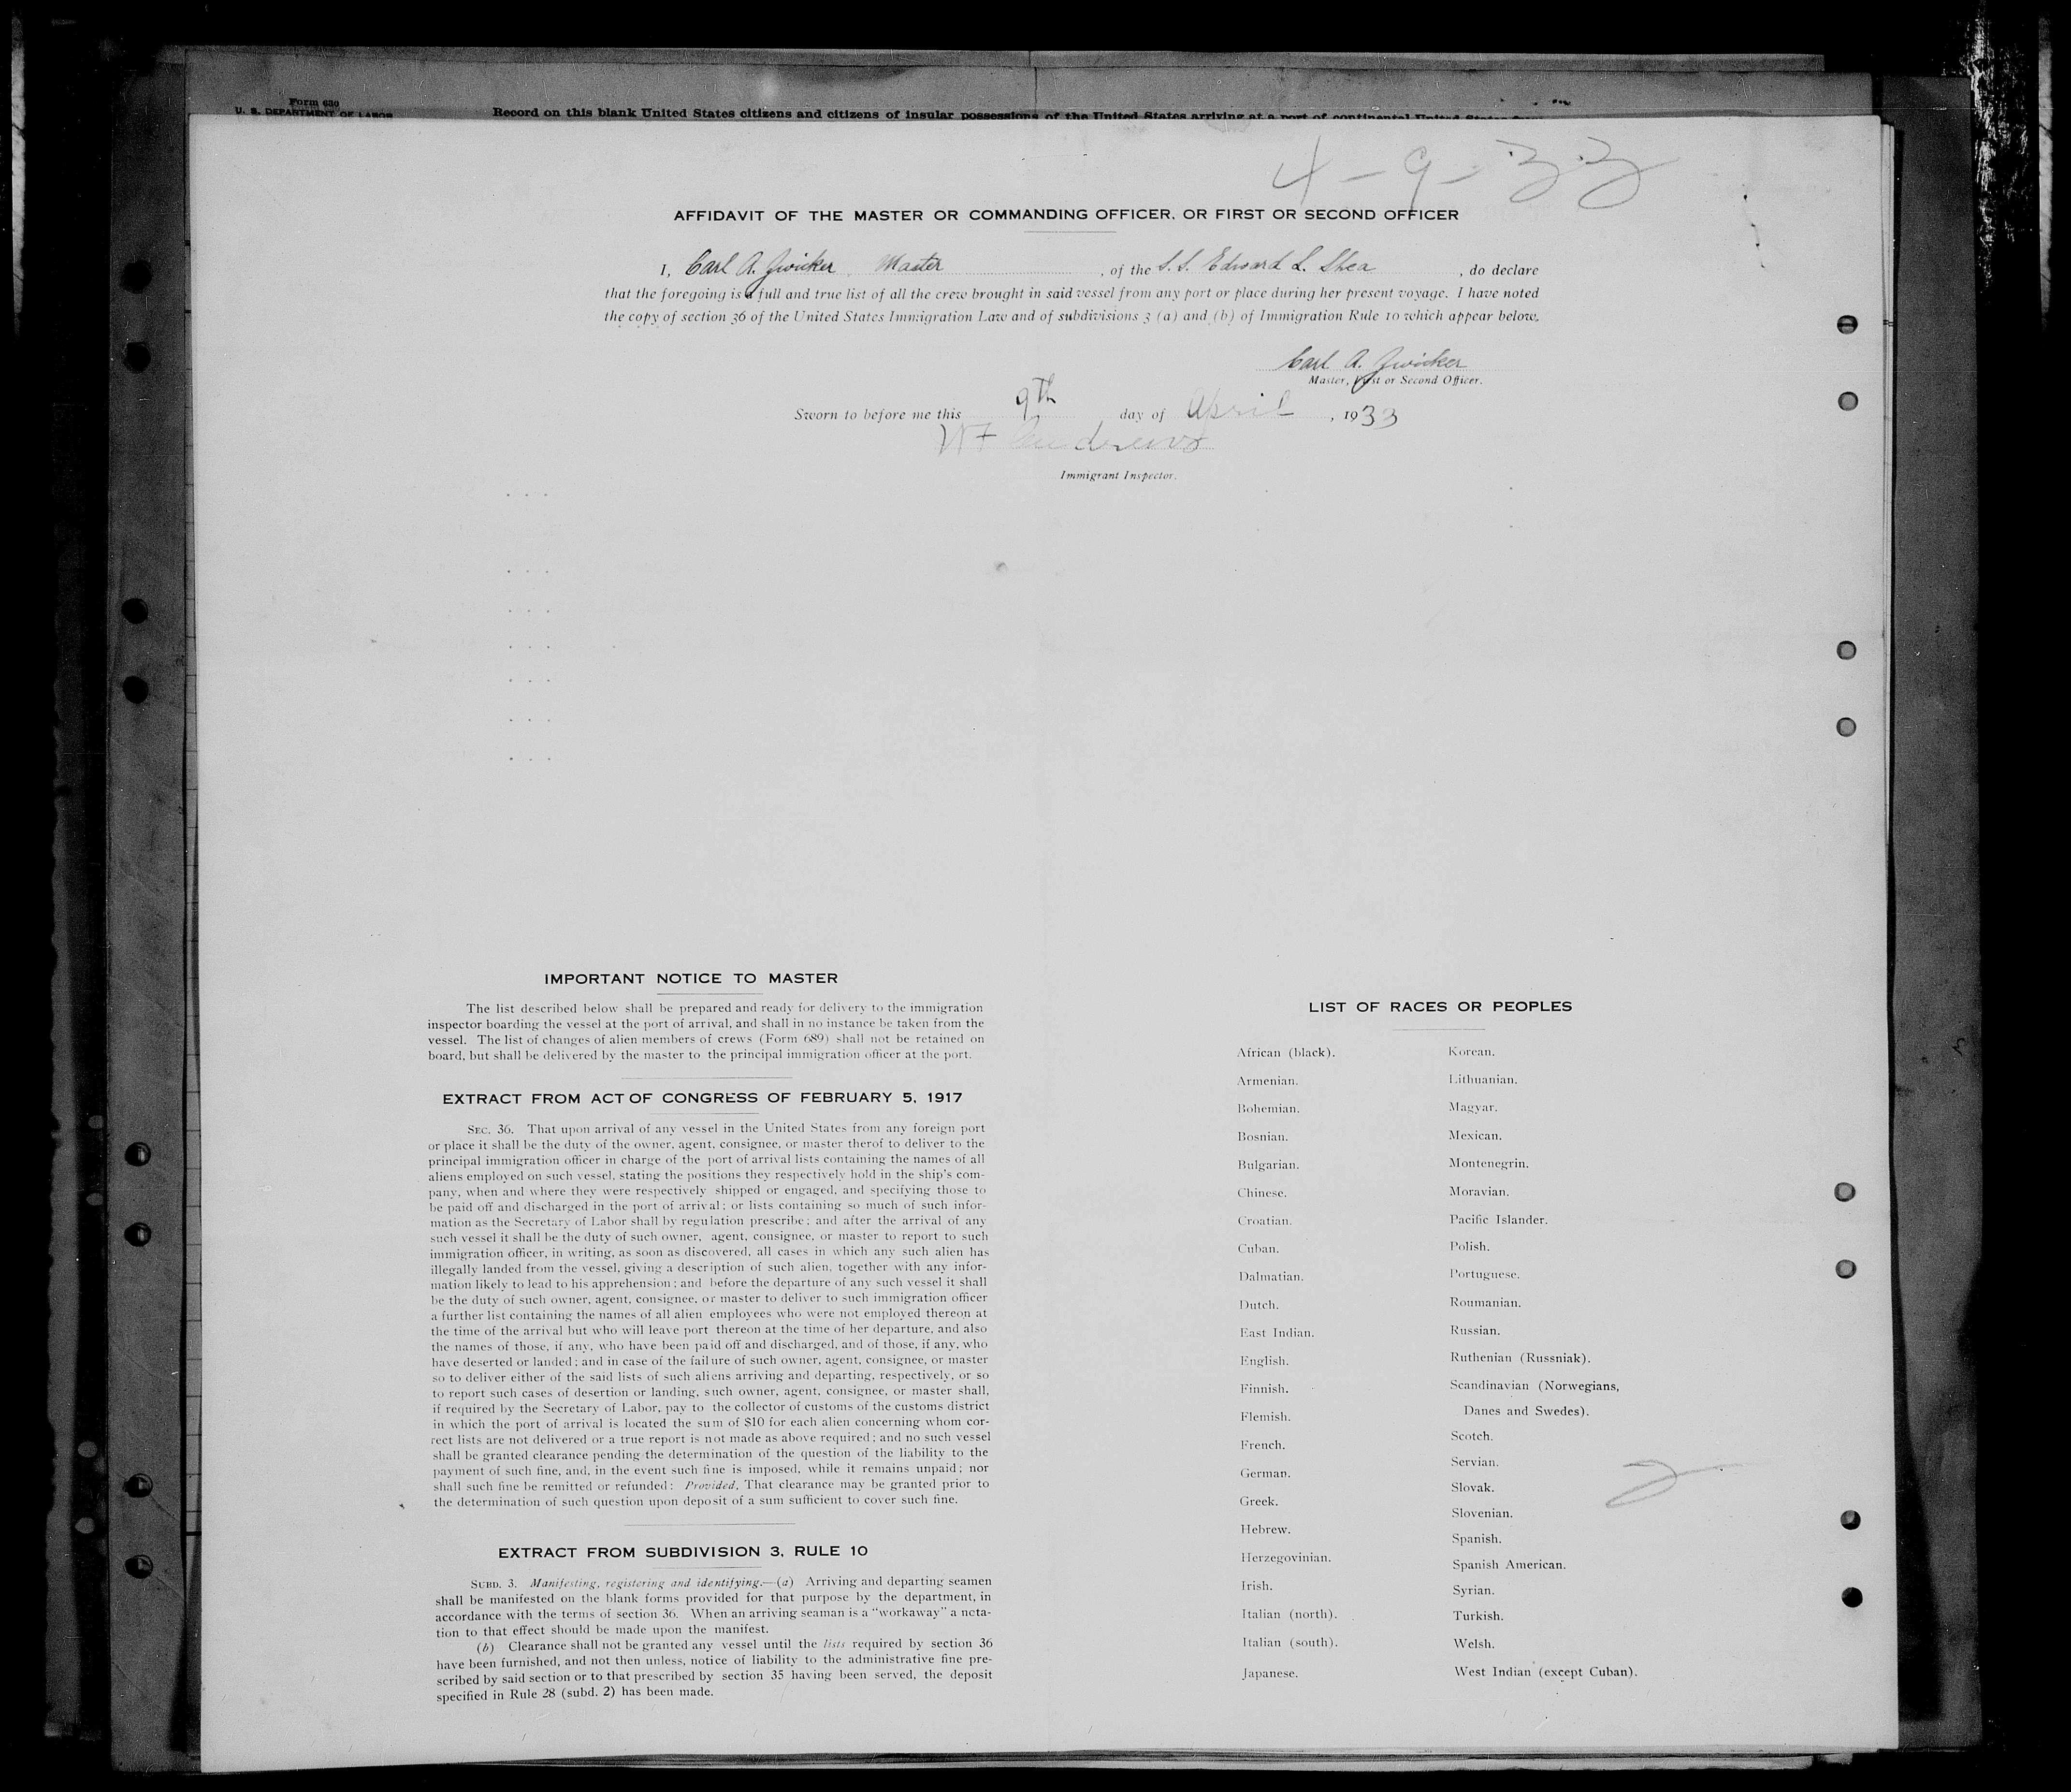 Form 630
U. S. DEPARTMENT OF LABOR
Record on this blank United States citizens and citizens of insular possessions of the United States arriving at a port of continental United States
4-9-33
AFFIDAVIT OF THE MASTER OR COMMANDING OFFICER, OR FIRST OR SECOND OFFICER
I, Carl A. Zwicker Master, of the S.S. Edward L. Shea, do declare
that the foregoing is a full and true list of all the crew brought in said vessel from any port or place during her present voyage. I have noted
the copy of section 36 of the United States Immigration Law and of subdivisions 3 (a) and (b) of Immigration Rule 10 which appear below.
Carl A. Zwicker
Master, First or Second Officer.
Sworn to before me this 9th day of April, 1933
Andrews
Immigrant Inspector.
IMPORTANT NOTICE TO MASTER
The list described below shall be prepared and ready for delivery to the immigration
inspector boarding the vessel at the port of arrival, and shall in no instance be taken from the
vessel. The list of changes of alien members of crews (Form 689) shall not be retained on
board, but shall be delivered by the master to the principal immigration officer at the port.
EXTRACT FROM ACT OF CONGRESS OF FEBRUARY 5, 1917
SEC. 36. That upon arrival of any vessel in the United States from any foreign port
or place it shall be the duty of the owner, agent, consignee, or master therof to deliver to the
principal immigration officer in charge of the port of arrival lists containing the names of all
aliens employed on such vessel, stating the positions they respectively hold in the ship's com-
pany, when and where they were respectively shipped or engaged, and specifying those to
be paid off and discharged in the port of arrival; or lists containing so much of such infor-
mation as the Secretary of Labor shall by regulation prescribe; and after the arrival of any
such vessel it shall be the duty of such owner, agent, consignee, or master to report to such
immigration officer, in writing, as soon as discovered, all cases in which any such alien has
illegally landed from the vessel, giving a description of such alien, together with any infor-
mation likely to lead to his apprehension; and before the departure of any such vessel it shall
be the duty of such owner, agent, consignee, or master to deliver to such immigration officer
a further list containing the names of all alien employees who were not employed thereon at
the time of the arrival but who will leave port thereon at the time of her departure, and also
the names of those, if any, who have been paid off and discharged, and of those, if any, who
have deserted or landed; and in case of the failure of such owner, agent, consignee, or master
so to deliver either of the said lists of such aliens arriving and departing, respectively, or so
to report such cases of desertion or landing, such owner, agent, consignee, or master shall,
if required by the Secretary of Labor, pay to the collector of customs of the customs district
in which the port of arrival is located the sum of $10 for each alien concerning whom cor-
rect lists are not delivered or a true report is not made as above required; and no such vessel
shall be granted clearance pending the determination of the question of the liability to the
payment of such fine, and, in the event such fine is imposed, while it remains unpaid; nor
shall such fine be remitted or refunded: Provided, That clearance may be granted prior to
the determination of such question upon deposit of a sum sufficient to cover such fine.
EXTRACT FROM SUBDIVISION 3, RULE 10
SUBD. 3. Manifesting, registering and identifying.—(a) Arriving and departing seamen
shall be manifested on the blank forms provided for that purpose by the department, in
accordance with the terms of section 36. When an arriving seaman is a "workaway" a nota-
tion to that effect should be made upon the manifest.
(b) Clearance shall not be granted any vessel until the lists required by section 36
have been furnished, and not then unless, notice of liability to the administrative fine pre-
scribed by said section or to that prescribed by section 35 having been served, the deposit
specified in Rule 28 (subd. 2) has been made.
LIST OF RACES OR PEOPLES
African (black).
Armenian.
Bohemian.
Bosnian.
Bulgarian.
Chinese.
Croatian.
Cuban.
Dalmatian.
Dutch.
East Indian.
English.
Finnish.
Flemish.
French.
German.
Greek.
Hebrew.
Herzegovinian.
Irish.
Italian (north).
Italian (south).
Japanese.
Korean.
Lithuanian.
Magyar.
Mexican.
Montenegrin.
Moravian.
Pacific Islander.
Polish.
Portuguese.
Roumanian.
Russian.
Ruthenian (Russniak).
Scandinavian (Norwegians,
Danes and Swedes).
Scotch.
Servian.
Slovak.
Slovenian.
Spanish.
Spanish American.
Syrian.
Turkish.
Welsh.
West Indian (except Cuban).
2